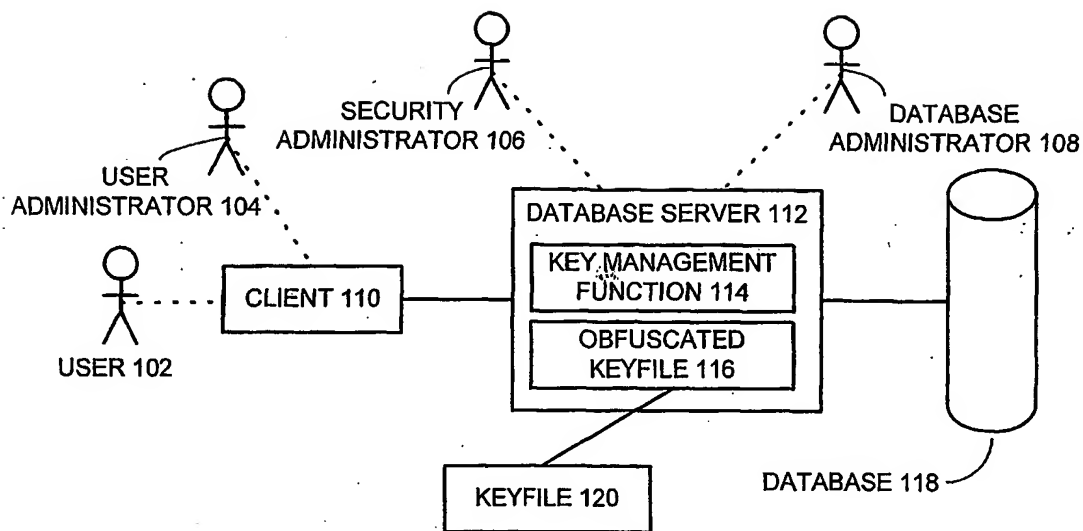 SECURITY
ADMINISTRATOR 106
DATABASE
ADMINISTRATOR 108
USER
ADMINISTRATOR 104
DATABASE SERVER 112
KEY MANAGEMENT
FUNCTION 114
CLIENT 110
OBFUSCATED
KEYFILE 116
USER 102
KEYFILE 120
DATABASE 118